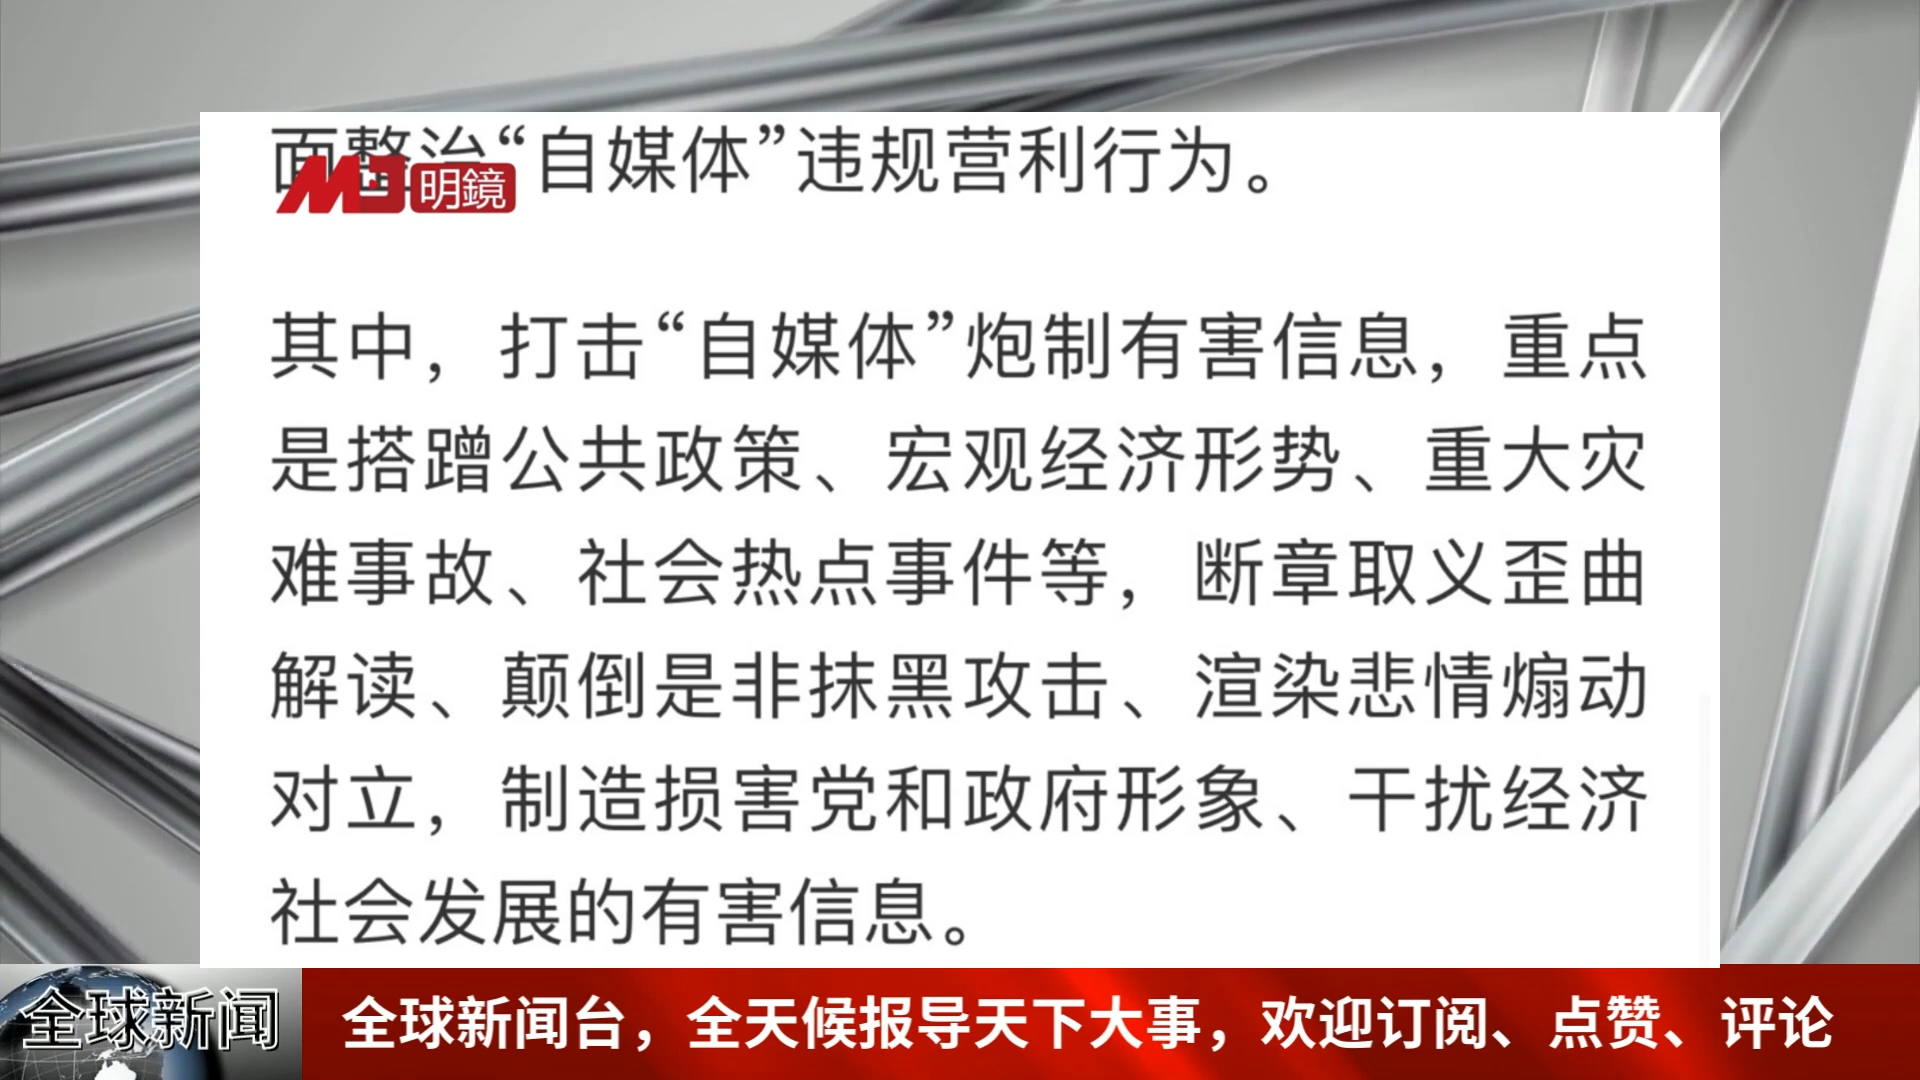 面整治“自媒体”违规营利行为。
明鏡
其中，打击“自媒体”炮制有害信息，重点
是搭蹭公共政策、宏观经济形势、重大灾
难事故、社会热点事件等，断章取义歪曲
解读、颠倒是非抹黑攻击、渲染悲情煽动
对立，制造损害党和政府形象、干扰经济
社会发展的有害信息。
全球新闻
全球新闻台，全天候报导天下大事，欢迎订阅、点赞、评论